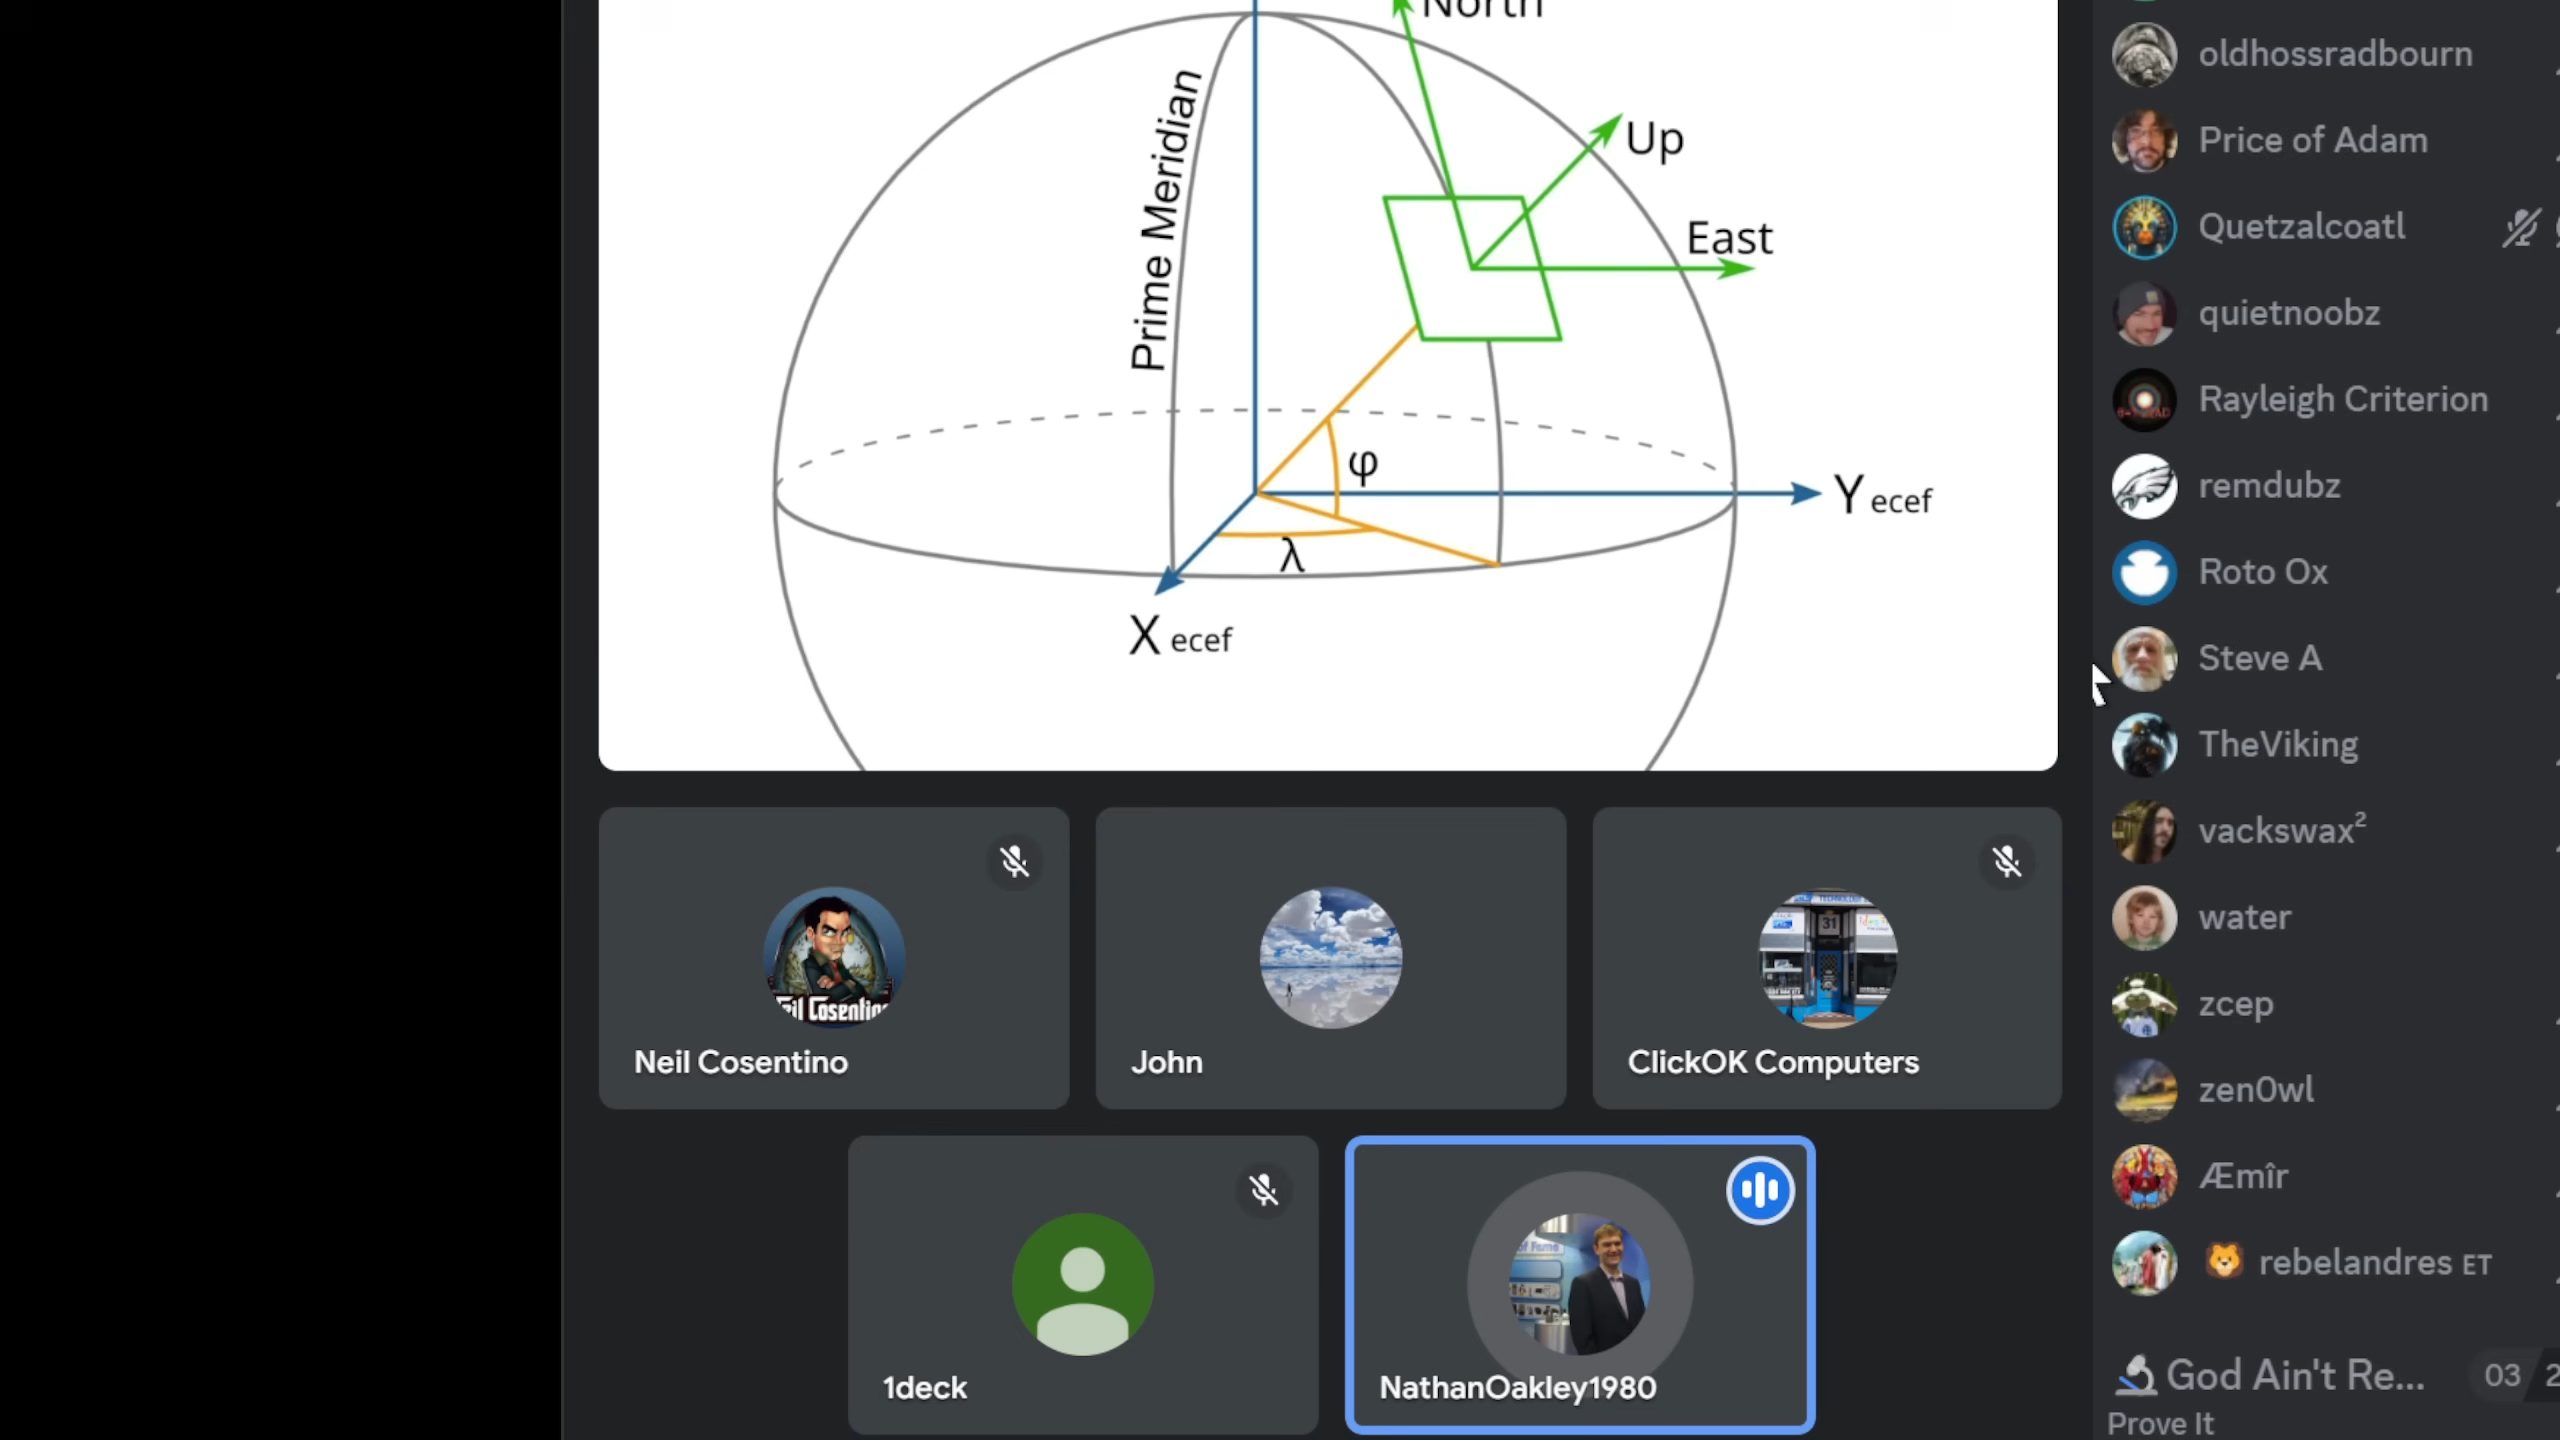 North
Up
East
Prime Meridian
φ
λ
Y ecef
X ecef
Neil Cosentino
John
31
ClickOK Computers
1deck
NathanOakley1980
oldhossradbourn
Price of Adam
Quetzalcoatl
quietnoobz
Rayleigh Criterion
remdubz
Roto Ox
Steve A
TheViking
vackswax²
water
zcep
zen0wl
Æmîr
rebelandres ET
God Ain't Re...
03
2
Prove It